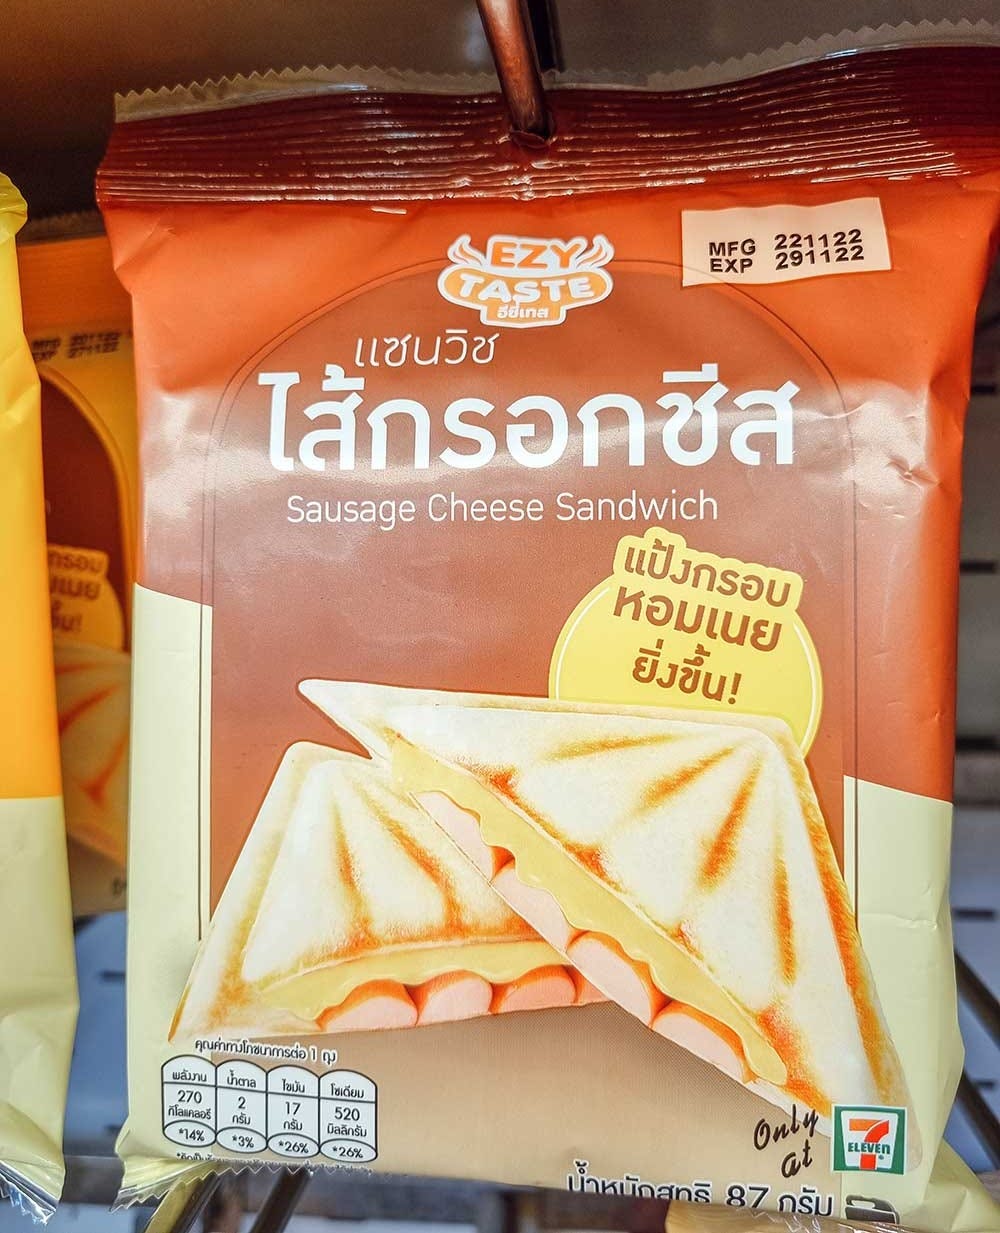 EZY
TASTE
อีซี่เทส
MFG 221122
EXP 291122
แซนวิช
ไส้กรอกชีส
Sausage Cheese Sandwich
แป้งกรอบ
หอมเนย
ยิ่งขึ้น!
คุณค่าทางโภชนาการต่อ 1 ถุง
พลังงาน น้ำตาล ไขมัน โซเดียม
270 2 17 520
กิโลแคลอรี กรัม กรัม มิลลิกรัม
*14% *3% *26% *26%
Only
at
7
ELEVEN
น้ำหนักสุทธิ 87 กรัม